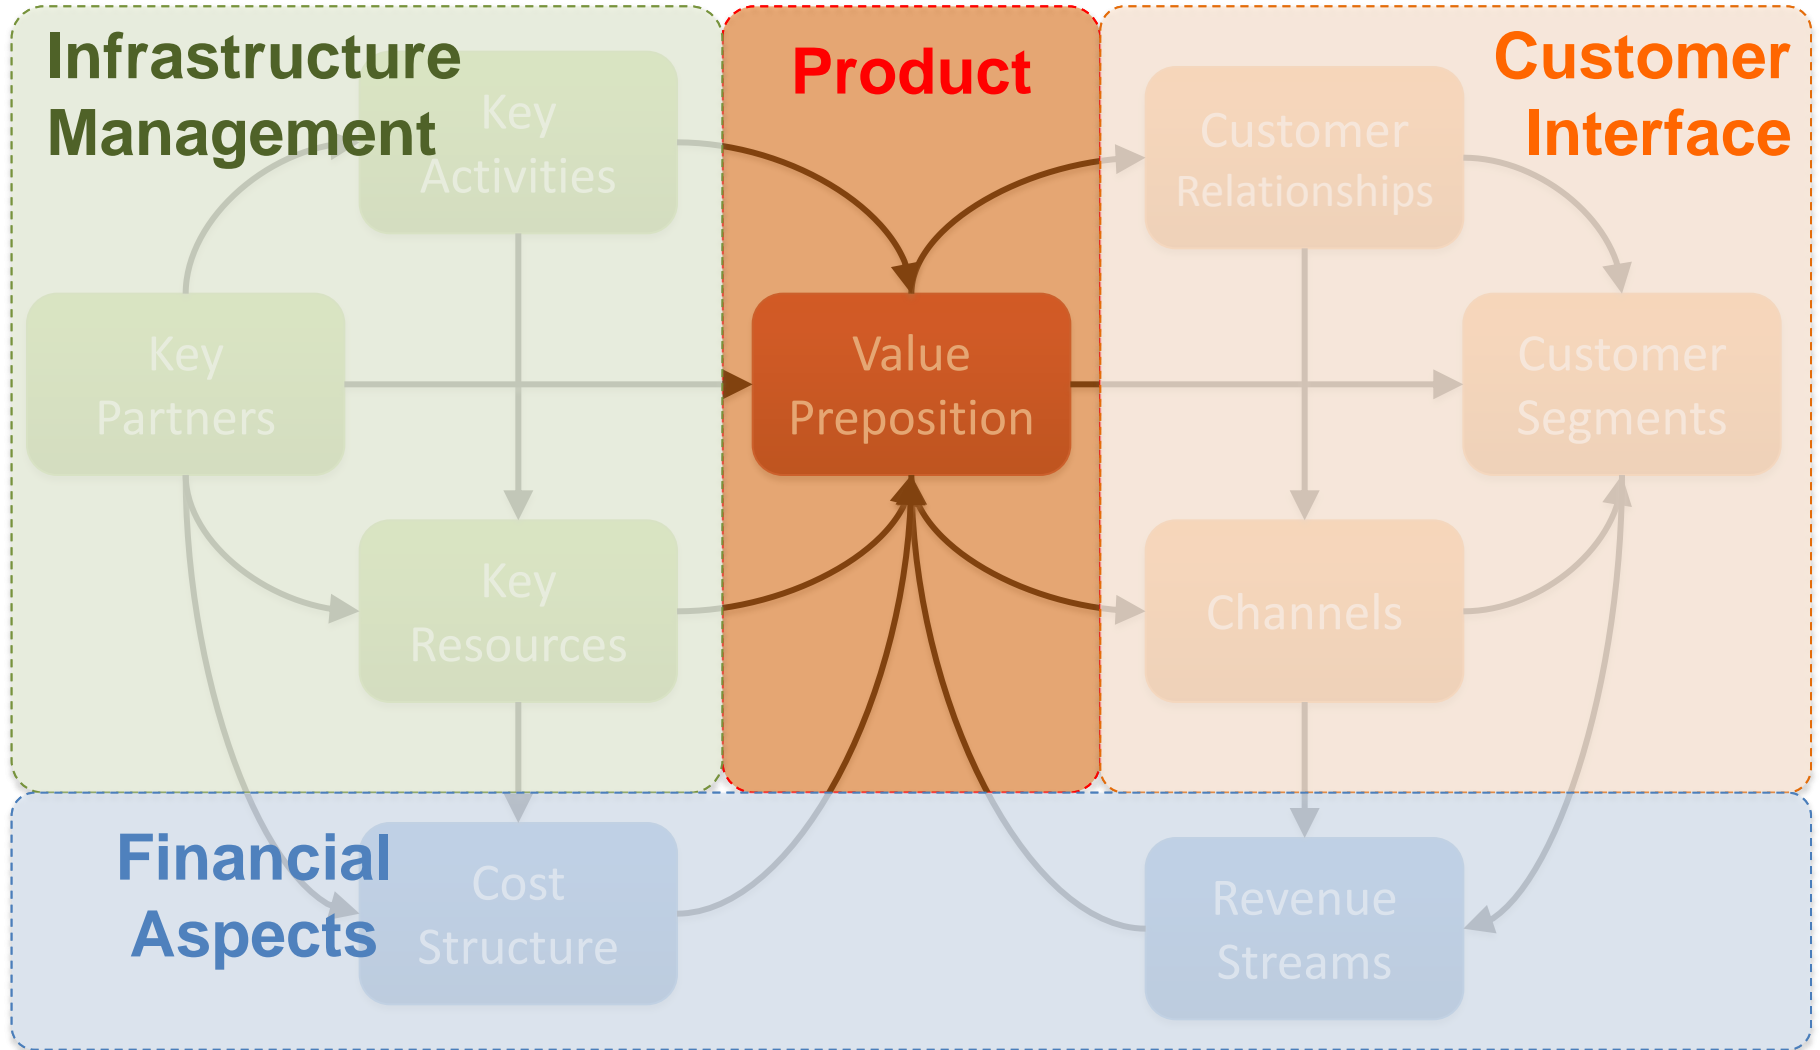 Infrastructure
Management
Product
Customer
Interface
Key
Activities
Customer
Relationships
Key
Partners
Value
Preposition
Customer
Segments
Key
Resources
Channels
Financial
Aspects
Cost
Structure
Revenue
Streams